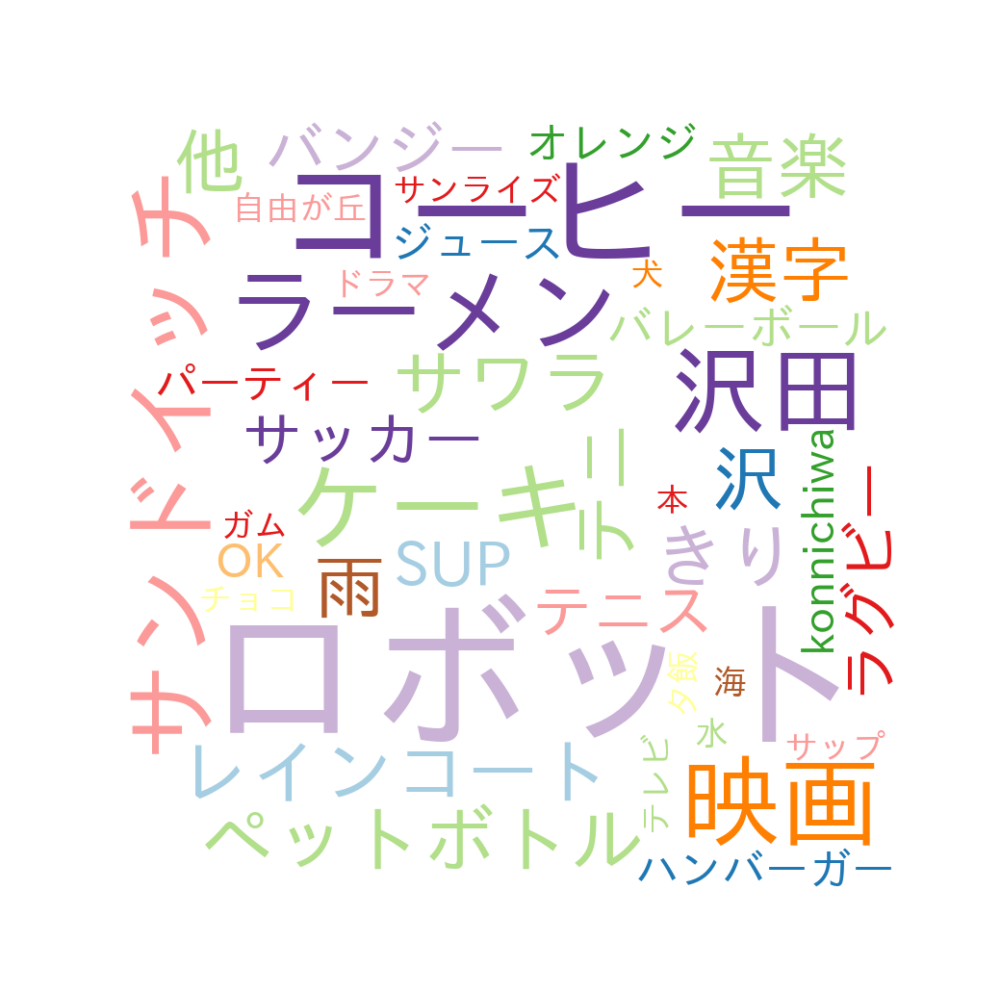 他
バンジー
オレンジ
音楽
サンドイッチ
自由が丘
サンライズ
コーヒー
ジュース
漢字
ドラマ
犬
ラーメン
バレーボール
パーティー
サワラ
沢田
サッカー
沢
konnichiwa
ケーキ
テニ
本
ラグビー
ガム
きり
OK
SUP
雨
チョコ
テニス
ロボット
夕飯
海
水
テレビ
サップ
レインコート
映画
ペットボトル
ハンバーガー